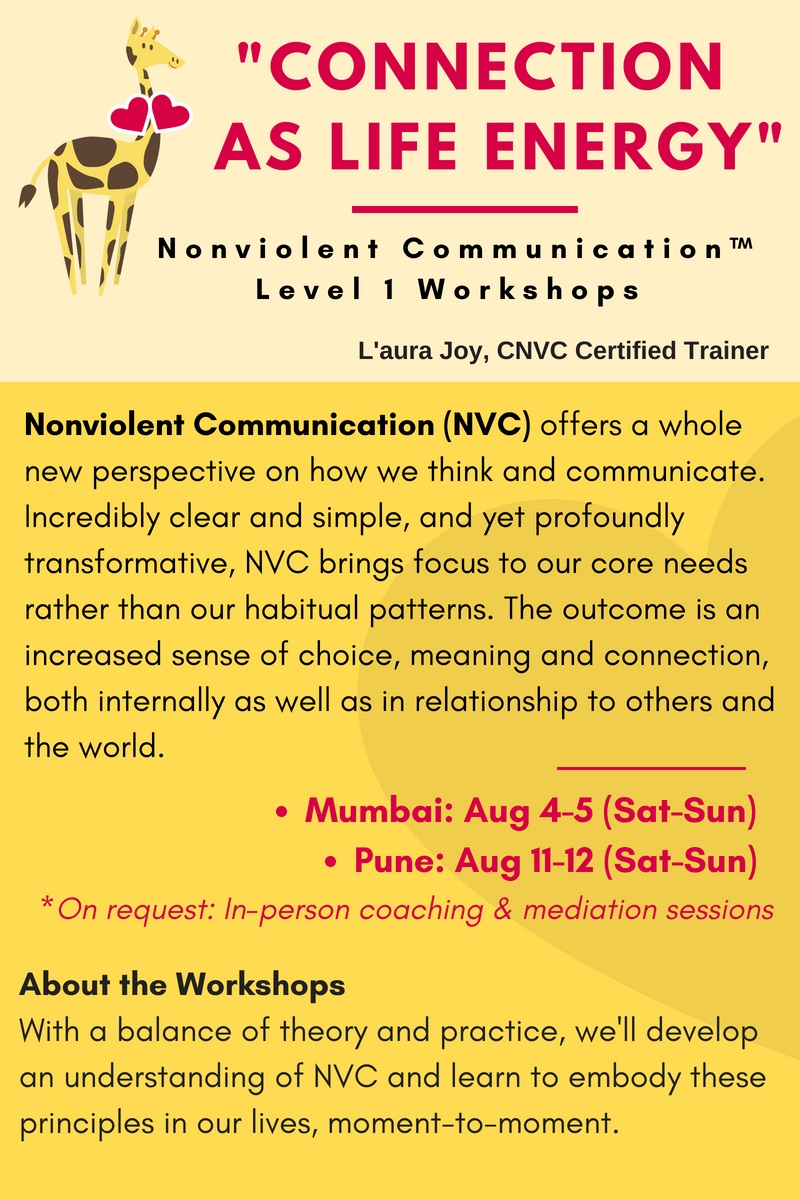 "CONNECTION
AS LIFE ENERGY"
Nonviolent Communication™
Level 1 Workshops
L'aura Joy, CNVC Certified Trainer
Nonviolent Communication (NVC) offers a whole
new perspective on how we think and communicate.
Incredibly clear and simple, and yet profoundly
transformative, NVC brings focus to our core needs
rather than our habitual patterns. The outcome is an
increased sense of choice, meaning and connection,
both internally as well as in relationship to others and
the world.
• Mumbai: Aug 4-5 (Sat-Sun)
• Pune: Aug 11-12 (Sat-Sun)
*On request: In-person coaching & mediation sessions
About the Workshops
With a balance of theory and practice, we'll develop
an understanding of NVC and learn to embody these
principles in our lives, moment-to-moment.